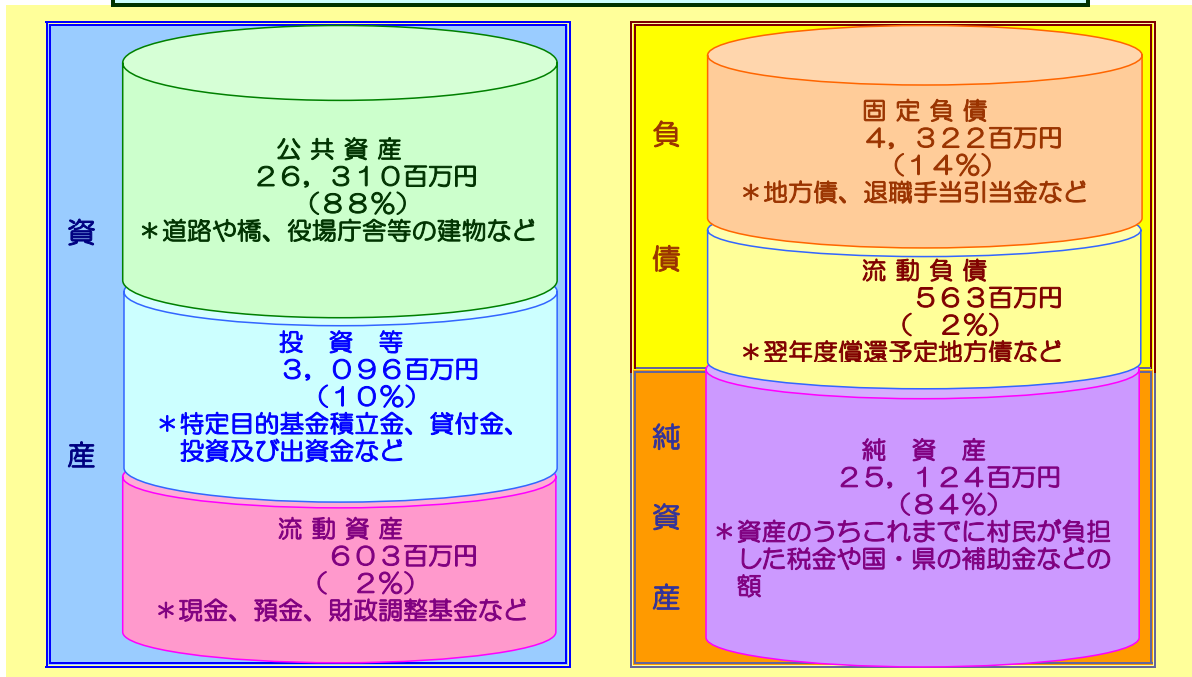 資
産
公 共 資 産
２６，３１０百万円
（８８％）
＊道路や橋、役場庁舎等の建物など
投　資　等
３，０９６百万円
（１０％）
＊特定目的基金積立金、貸付金、
投資及び出資金など
流 動 資 産
６０３百万円
（　２％）
＊現金、預金、財政調整基金など
負
債
固 定 負 債
４，３２２百万円
（１４％）
＊地方債、退職手当引当金など
流 動 負 債
５６３百万円
（　２％）
＊翌年度償還予定地方債など
純
資
産
純　資　産
２５，１２４百万円
（８４％）
＊資産のうちこれまでに村民が負担
した税金や国・県の補助金などの
額